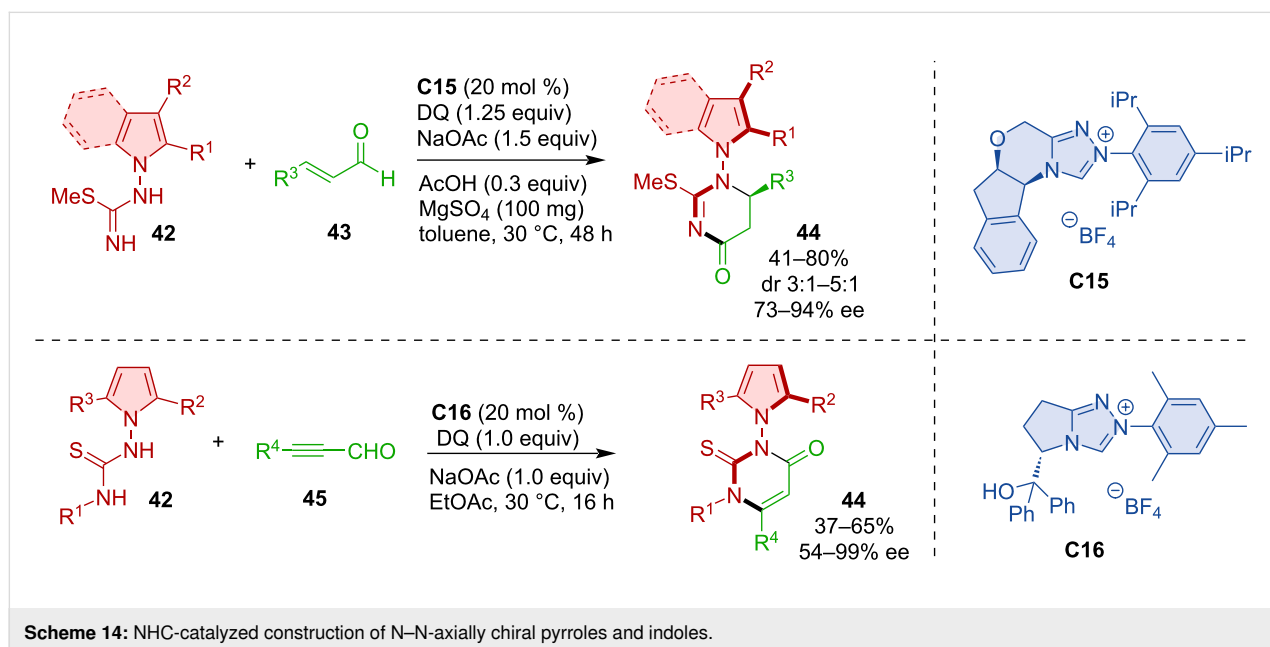 C15 (20 mol %)
DQ (1.25 equiv)
NaOAc (1.5 equiv)
AcOH (0.3 equiv)
MgSO4 (100 mg)
toluene, 30 °C, 48 h
R2
R1
N
NH
MeS
NH
42
+
O
R3
H
43
R2
R1
N
MeS
N
R3
N
O
44
41–80%
dr 3:1–5:1
73–94% ee
iPr
O
N
+
N
N
iPr
iPr
−
BF4
C15
R3
R2
N
NH
S
NH
R1
42
+
R4
CHO
45
C16 (20 mol %)
DQ (1.0 equiv)
NaOAc (1.0 equiv)
EtOAc, 30 °C, 16 h
R3
R2
N
S
N
O
N
R1
R4
44
37–65%
54–99% ee
N
+
N
N
HO
Ph
Ph
−
BF4
C16
Scheme 14: NHC-catalyzed construction of N–N-axially chiral pyrroles and indoles.